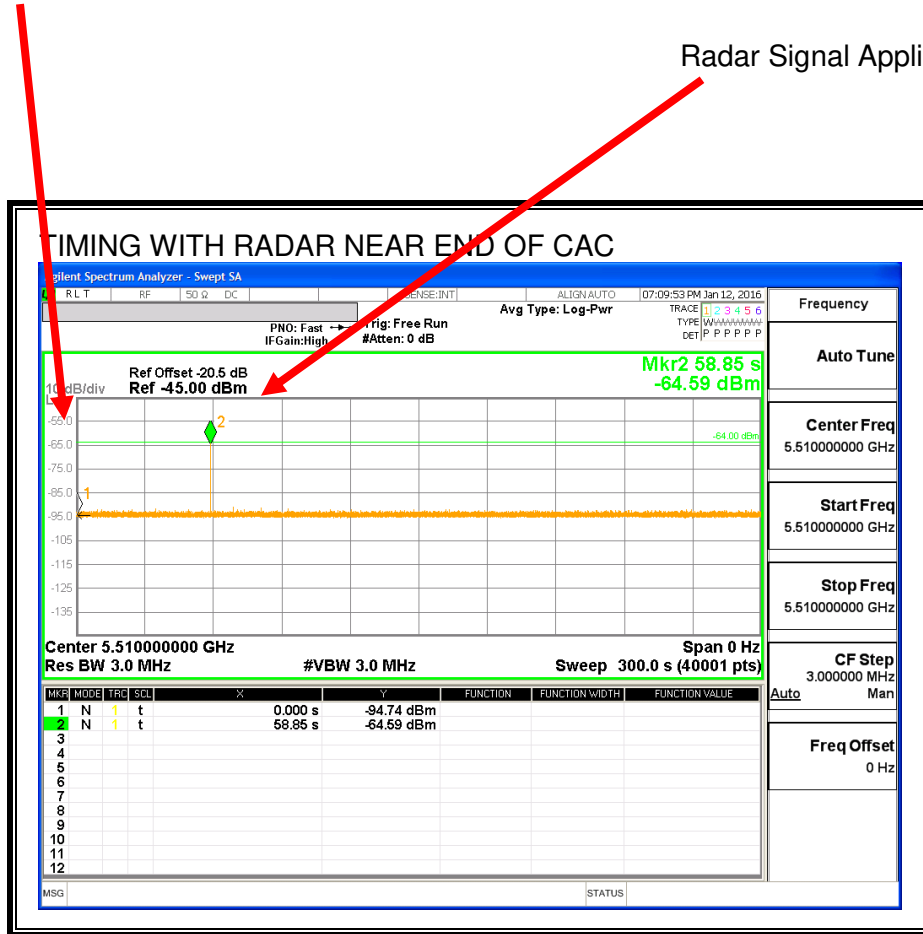 Radar Signal Appli
TIMING WITH RADAR NEAR END OF CAC
Agilent Spectrum Analyzer - Swept SA
RLT RF 50 Ω DC SENSE:INT ALIGN AUTO 07:09:53 PM Jan 12, 2016
PNO: Fast Trig: Free Run Avg Type: Log-Pwr TRACE 1 2 3 4 5 6
IFGain:High #Atten: 0 dB TYPE WWWWWW
DET P P P P P P
Mkr2 58.85 s
-64.59 dBm
Ref Offset -20.5 dB
10 dB/div Ref -45.00 dBm
-55.0
2
-64.00 dBm
-65.0
-75.0
-85.0
1
-95.0
-105
-115
-125
-135
Center 5.510000000 GHz Span 0 Hz
Res BW 3.0 MHz #VBW 3.0 MHz Sweep 300.0 s (40001 pts)
MKR MODE TRC SCL X Y FUNCTION FUNCTION WIDTH FUNCTION VALUE
1 N 1 t 0.000 s -94.74 dBm
2 N 1 t 58.85 s -64.59 dBm
3
4
5
6
7
8
9
10
11
12
MSG STATUS
Frequency
Auto Tune
Center Freq
5.510000000 GHz
Start Freq
5.510000000 GHz
Stop Freq
5.510000000 GHz
CF Step
3.000000 MHz
Auto Man
Freq Offset
0 Hz